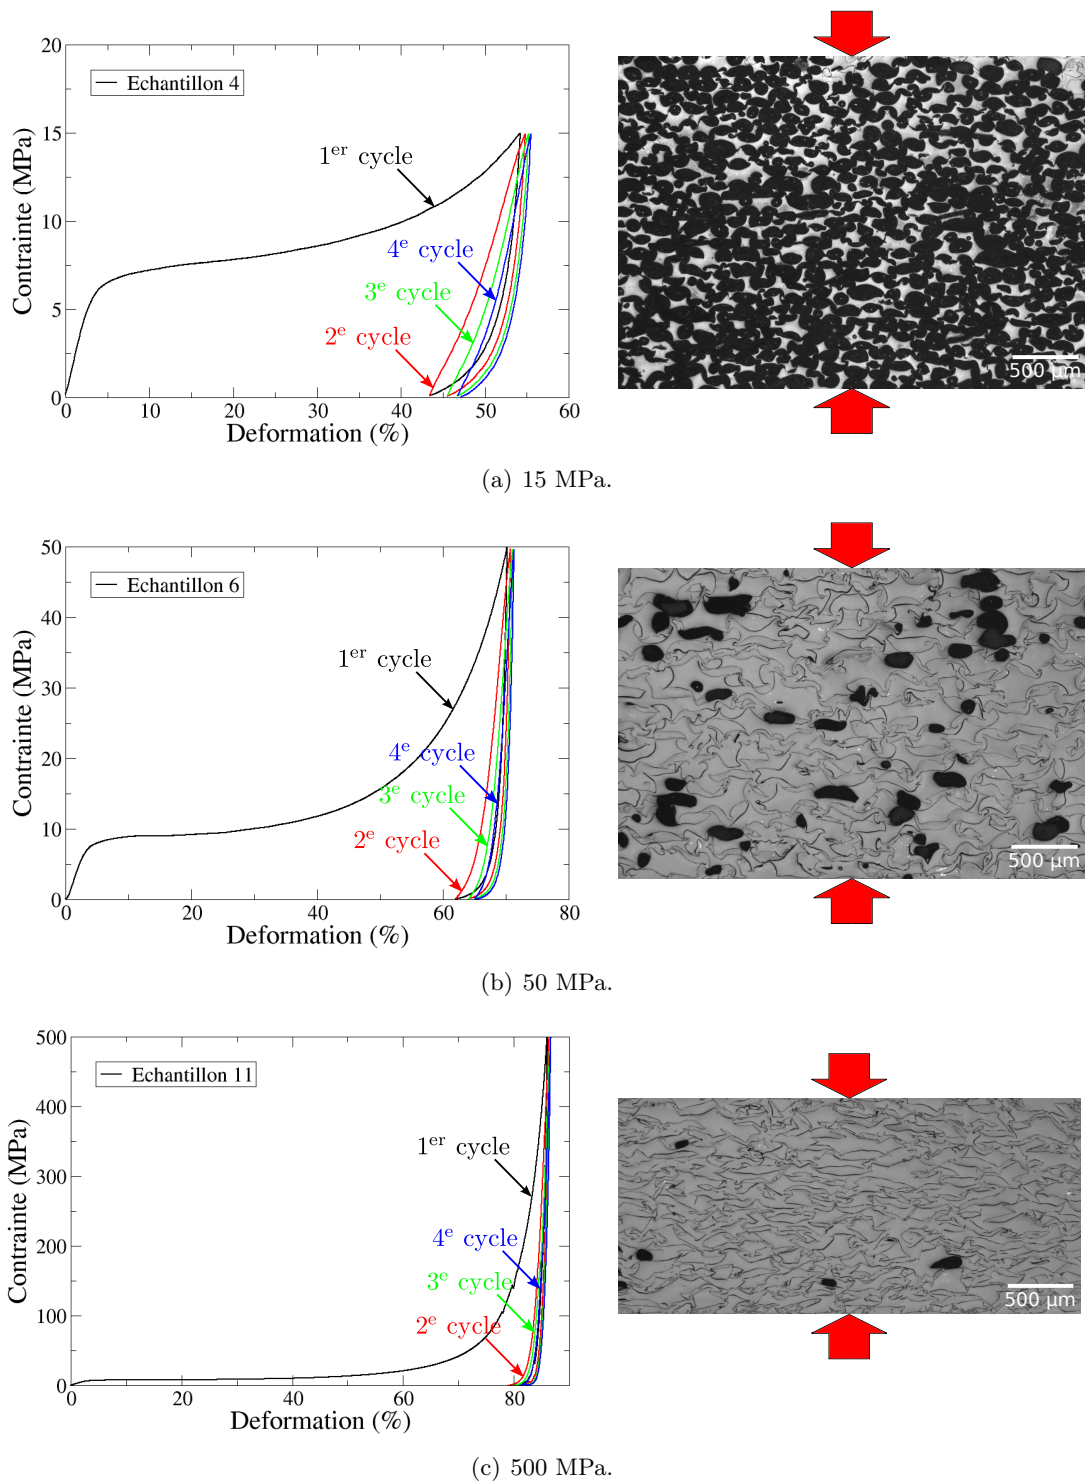 20
15
10
5
0
Contrainte (MPa)
Echantillon 4
1er cycle
4e cycle
3e cycle
2e cycle
0 10 20 30 40 50 60
Deformation (%)
500 µm
(a) 15 MPa.
50
40
30
20
10
0
Contrainte (MPa)
Echantillon 6
1er cycle
4e cycle
3e cycle
2e cycle
0 20 40 60 80
Deformation (%)
500 µm
(b) 50 MPa.
500
400
300
200
100
0
Contrainte (MPa)
Echantillon 11
1er cycle
4e cycle
3e cycle
2e cycle
0 20 40 60 80
Deformation (%)
500 µm
(c) 500 MPa.